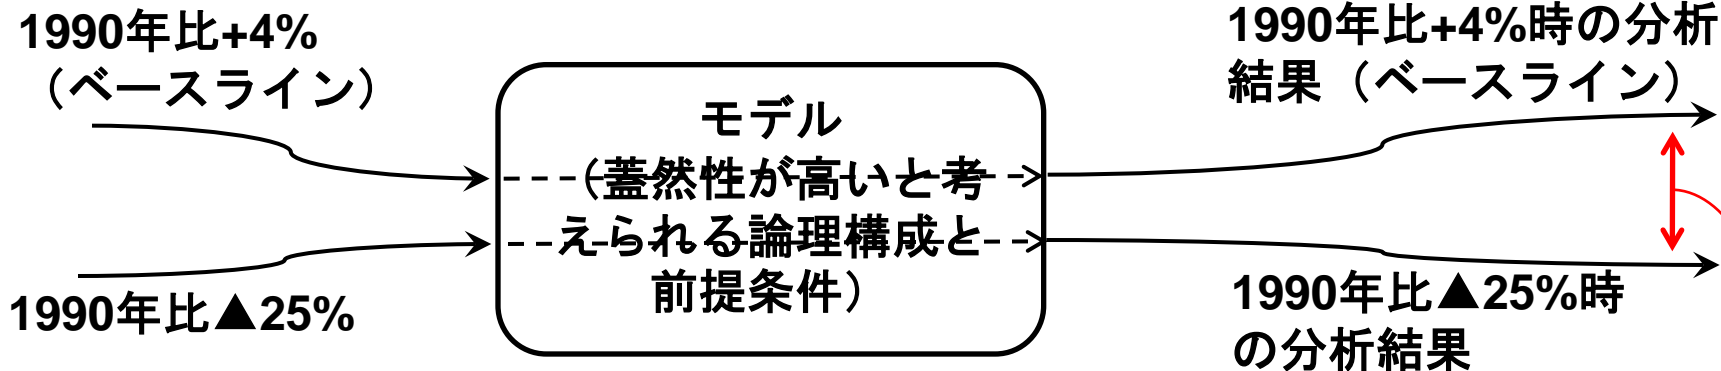 1990年比+4%
（ベースライン）
1990年比▲25%
モデル
（蓋然性が高いと考
えられる論理構成と
前提条件）
1990年比+4%時の分析
結果（ベースライン）
1990年比▲25%時
の分析結果